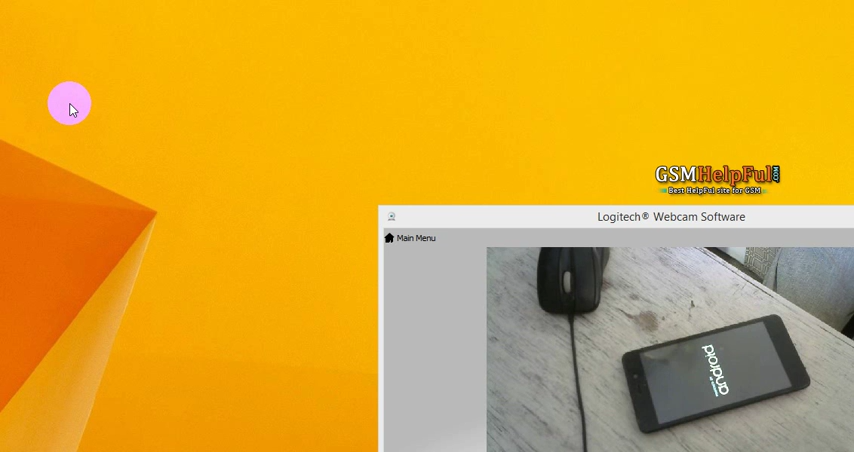 GSMHelpFul.COM
Best HelpFul site for GSM
Logitech® Webcam Software
Main Menu
android